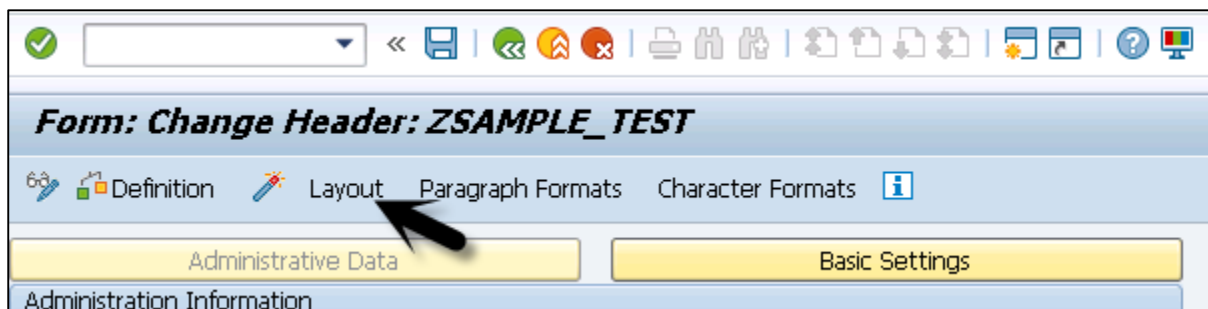 Form: Change Header: ZSAMPLE_TEST
Definition Layout Paragraph Formats Character Formats
Administrative Data Basic Settings
Administration Information